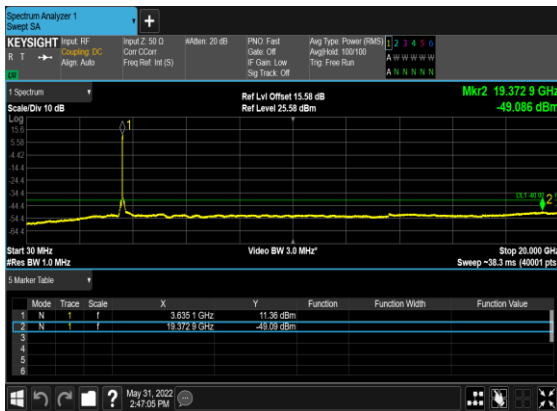 Spectrum Analyzer 1
Swept SA
KEYSIGHT
R T
Input: RF
Coupling: DC
Align: Auto
Input Z: 50 Ω
Corr CCorr
Freq Ref: Int (S)
#Atten: 20 dB
PNO: Fast
Gate: Off
IF Gain: Low
Sig Track: Off
Avg Type: Power (RMS)
Avg|Hold: 100/100
Trig: Free Run
1 2 3 4 5 6
A W W W W W
A N N N N N
1 Spectrum
Scale/Div 10 dB
Ref Lvl Offset 15.58 dB
Ref Level 25.58 dBm
Mkr2 19.372 9 GHz
-49.086 dBm
Log
15.6
5.58
-4.42
-14.4
-24.4
-34.4
-44.4
-54.4
-64.4
1
2
Start 30 MHz
#Res BW 1.0 MHz
Video BW 3.0 MHz*
Stop 20.000 GHz
Sweep ~38.3 ms (40001 pts)
5 Marker Table
Mode Trace Scale X Y Function Function Width Function Value
1 N 1 f 3.635 1 GHz 11.36 dBm
2 N 1 f 19.372 9 GHz -49.09 dBm
3
4
5
6
?
May 31, 2022
2:47:05 PM